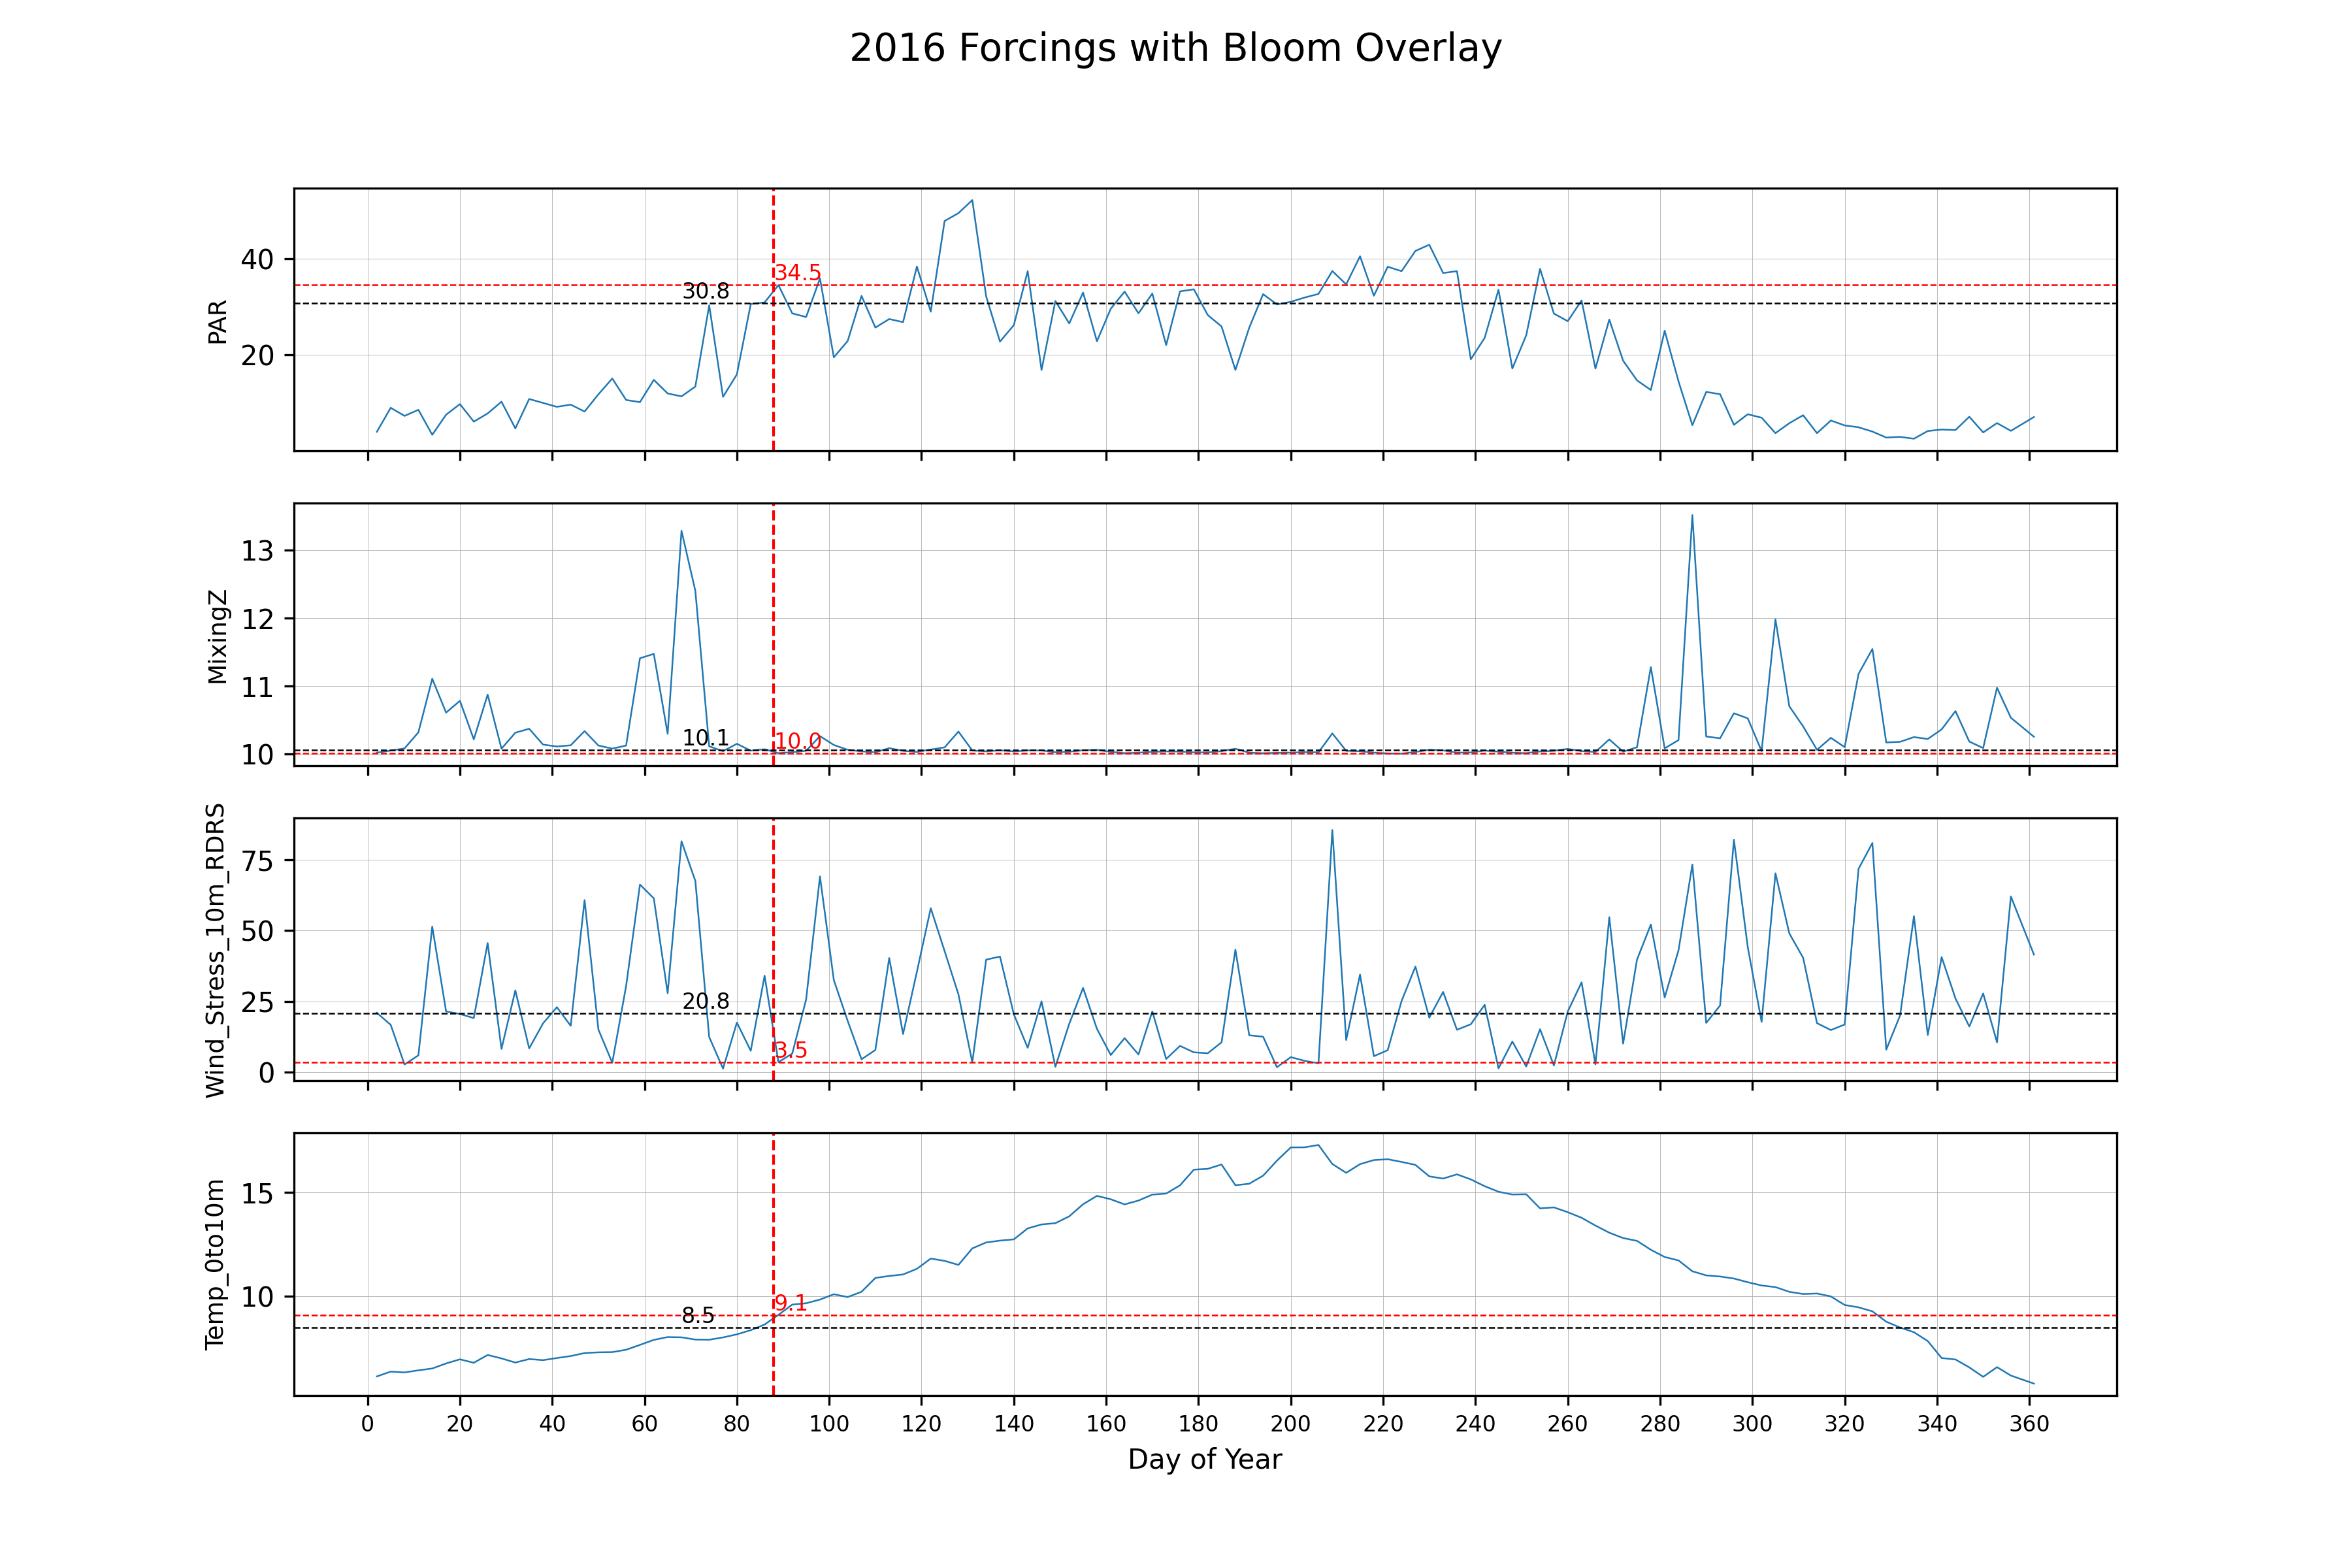 2016 Forcings with Bloom Overlay
40
20
PAR
34.5
30.8
13
12
11
10
MixingZ
10.1
10.0
75
50
25
0
Wind_Stress_10m_RDRS
20.8
3.5
15
10
Temp_0to10m
9.1
8.5
0 20 40 60 80 100 120 140 160 180 200 220 240 260 280 300 320 340 360
Day of Year